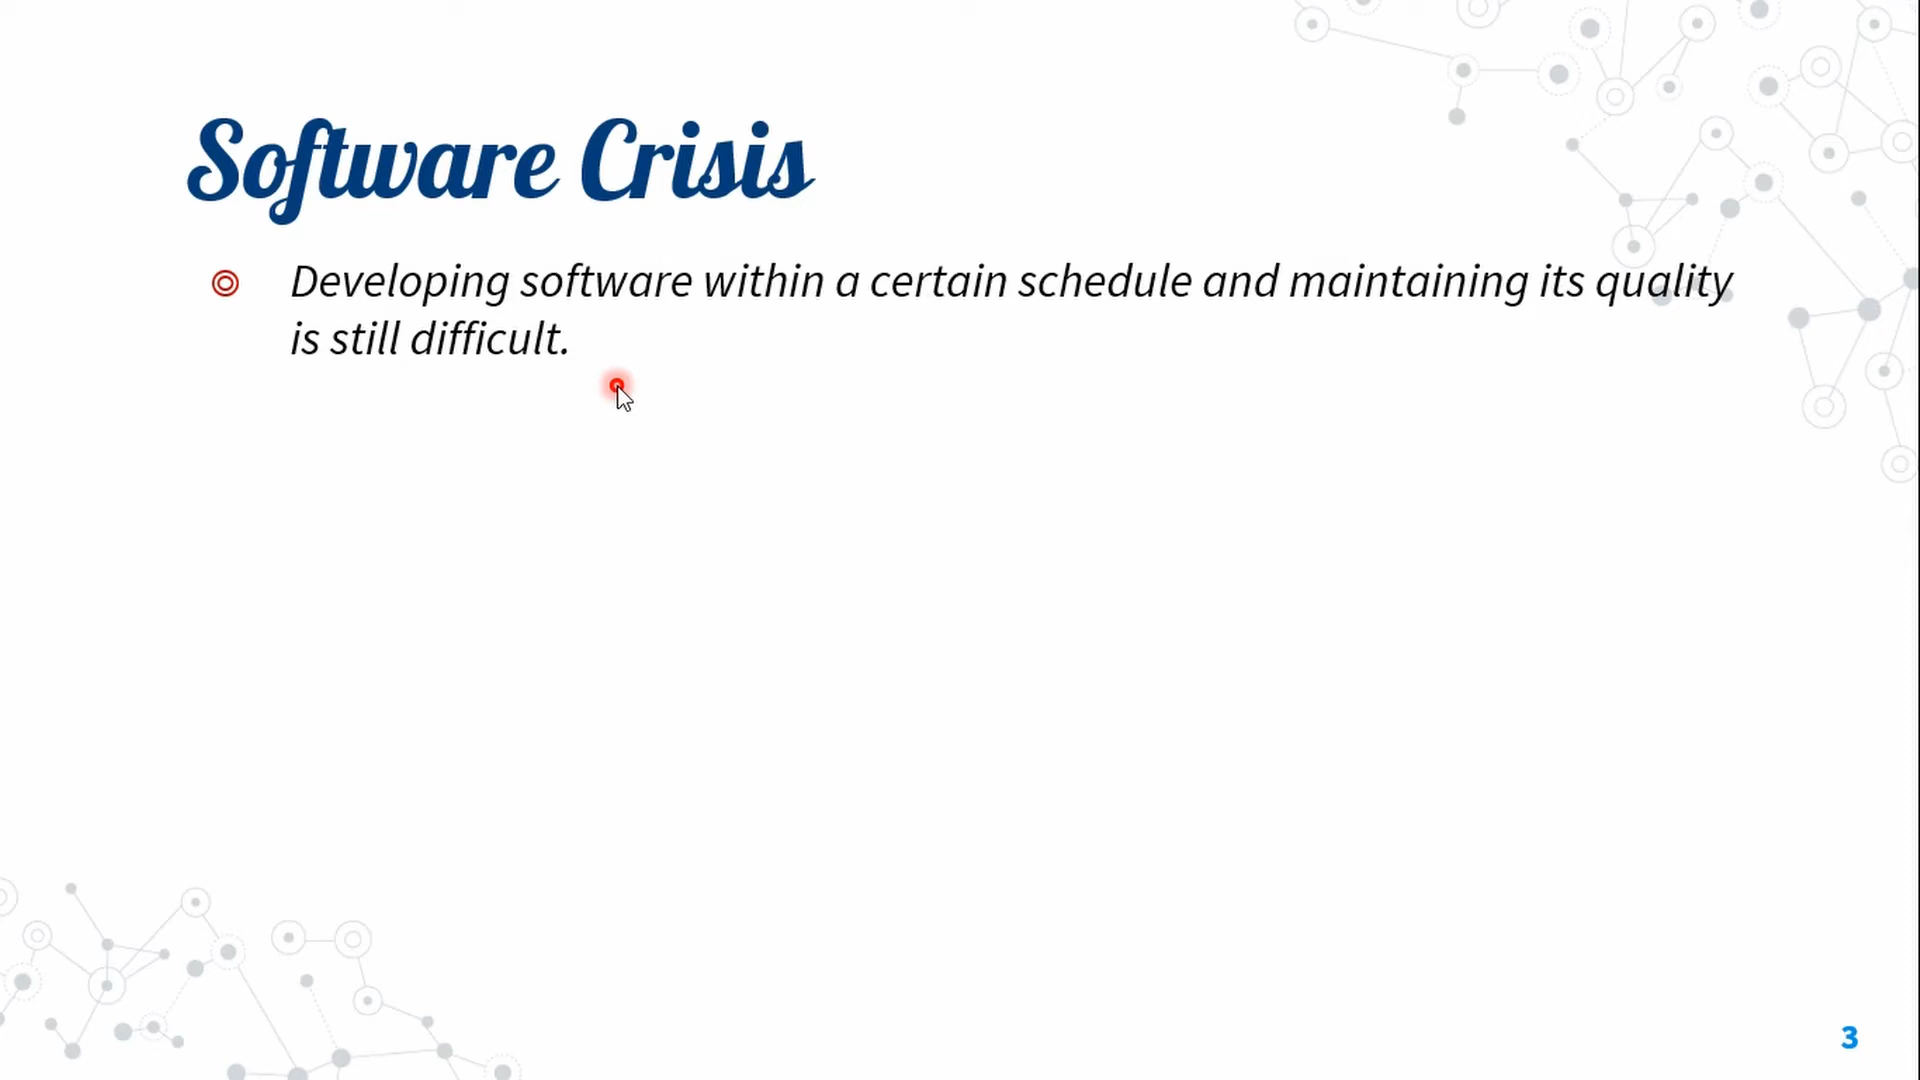 Software Crisis
Developing software within a certain schedule and maintaining its quality
is still difficult.
3